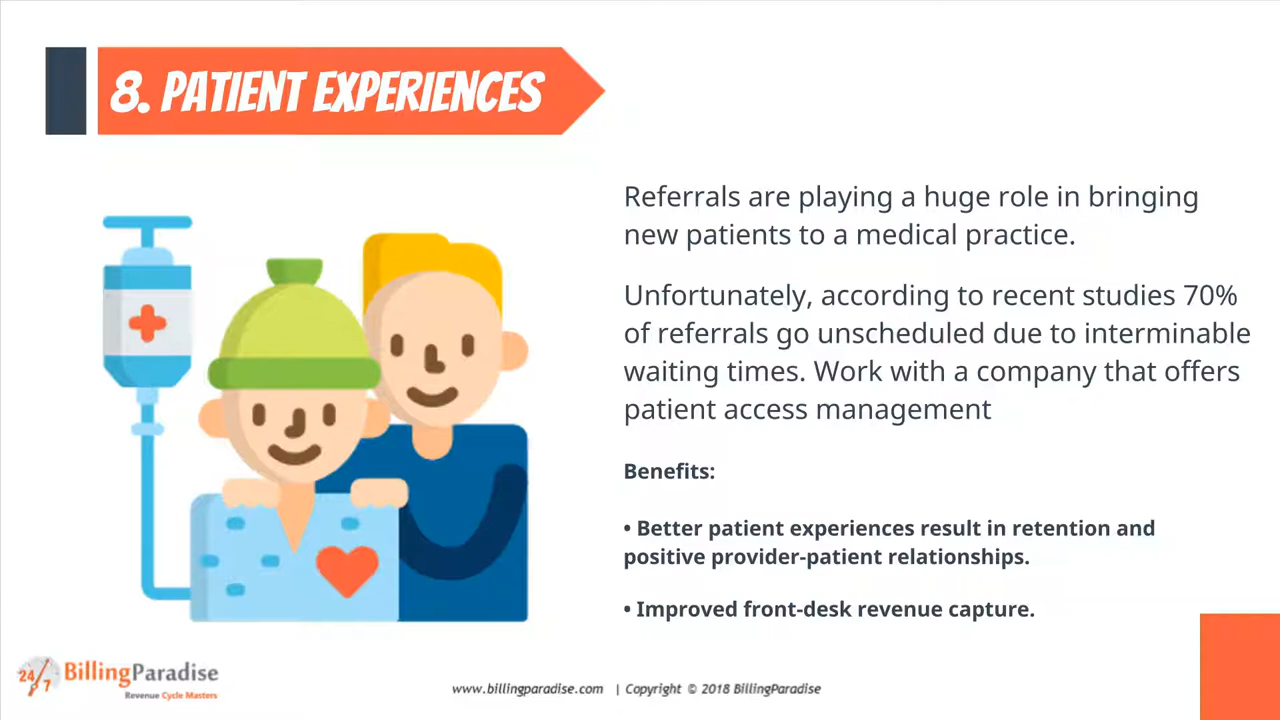 8. PATIENT EXPERIENCES
Referrals are playing a huge role in bringing
new patients to a medical practice.
Unfortunately, according to recent studies 70%
of referrals go unscheduled due to interminable
waiting times. Work with a company that offers
patient access management
Benefits:
• Better patient experiences result in retention and
positive provider-patient relationships.
• Improved front-desk revenue capture.
24/7 BillingParadise
Revenue Cycle Masters
www.billingparadise.com | Copyright © 2018 BillingParadise